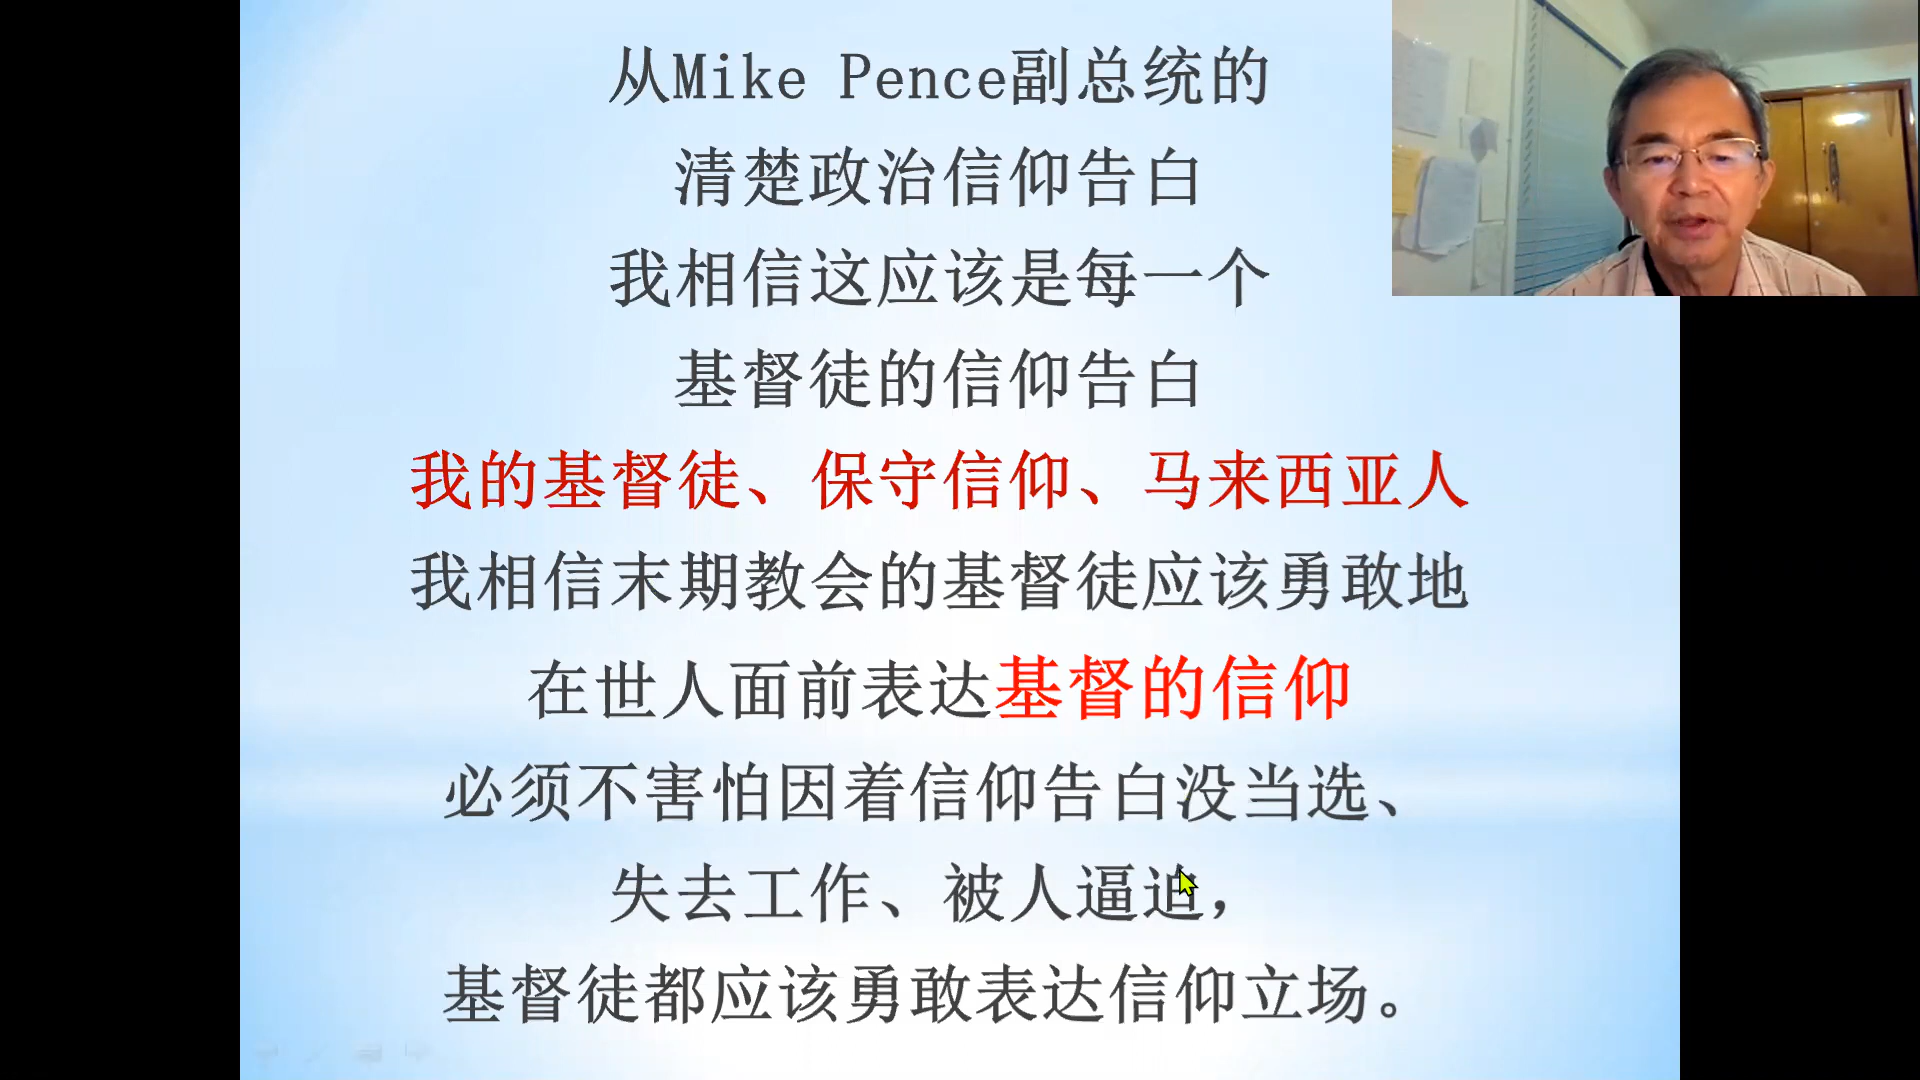 从Mike Pence副总统的
清楚政治信仰告白
我相信这应该是每一个
基督徒的信仰告白
我的基督徒、保守信仰、马来西亚人
我相信末期教会的基督徒应该勇敢地
在世人面前表达基督的信仰
必须不害怕因着信仰告白没当选、
失去工作、被人逼迫，
基督徒都应该勇敢表达信仰立场。